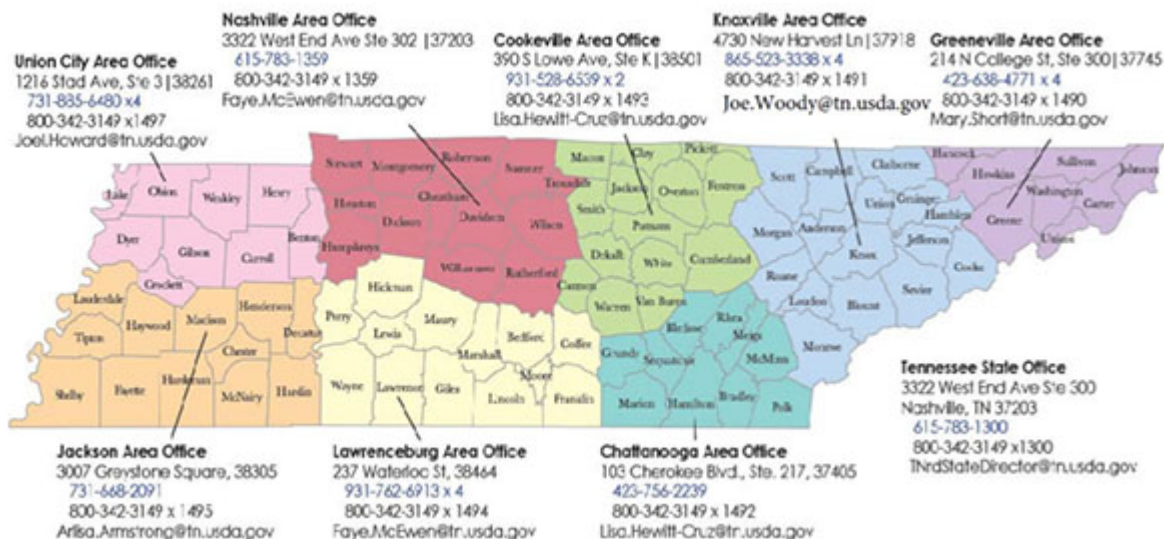 Nashville Area Office
3322 West End Ave Ste 302 |37203
615-783-1359
800-342-3149 x 1359
Faye.McEwen@tn.usda.gov
Knoxville Area Office
4730 New Harvest Ln |37918
865-523-3338 x 4
800-342-3149 x 1491
Joe.Woody@tn.usda.gov
Union City Area Office
1216 Stad Ave, Ste 3|38261
731-885-6480 x4
800-342-3149 x1497
Joel.Howard@tn.usda.gov
Cookeville Area Office
390 S Lowe Ave, Ste K|38501
931-528-6539 x 2
800-342-3149 x 1493
Lisa.Hewitt-Cruz@tn.usda.gov
Greeneville Area Office
214 N College St, Ste 300|37745
423-638-4771 x 4
800-342-3149 x 1490
Mary.Short@tn.usda.gov
Lake
Obion
Weakley
Henry
Dyer
Gibson
Carroll
Benton
Crockett
Stewart
Montgomery
Robertson
Sumner
Trousdale
Houston
Cheatham
Dickson
Davidson
Wilson
Humphreys
Williamson
Rutherford
Macon
Clay
Pickett
Jackson
Overton
Fentress
Smith
Putnam
Dekalb
White
Cumberland
Cannon
Warren
Van Buren
Scott
Campbell
Claiborne
Union
Grainger
Hamblen
Morgan
Anderson
Jefferson
Knox
Cocke
Roane
Loudon
Blount
Sevier
Monroe
Hancock
Hawkins
Sullivan
Johnson
Washington
Carter
Greene
Union
Lauderdale
Haywood
Madison
Henderson
Decatur
Tipton
Chester
Shelby
Fayette
Hardeman
McNairy
Hardin
Hickman
Perry
Lewis
Maury
Marshall
Bedford
Coffee
Moore
Wayne
Lawrence
Giles
Lincoln
Franklin
Bledsoe
Rhea
Meigs
Grundy
Sequatchie
McMinn
Marion
Hamilton
Bradley
Polk
Tennessee State Office
3322 West End Ave Ste 300
Nashville, TN 37203
615-783-1300
800-342-3149 x1300
TNrdStateDirector@tn.usda.gov
Jackson Area Office
3007 Greystone Square, 38305
731-668-2091
800-342-3149 x 1495
Arlisa.Armstrong@tn.usda.gov
Lawrenceburg Area Office
237 Waterloo St, 38464
931-762-6913 x 4
800-342-3149 x 1494
Faye.McEwen@tn.usda.gov
Chattanooga Area Office
103 Cherokee Blvd., Ste. 217, 37405
423-756-2239
800-342-3149 x 1492
Lisa.Hewitt-Cruz@tn.usda.gov